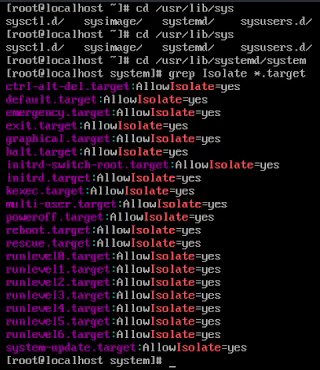 [root@localhost ~]# cd /usr/lib/sys
sysctl.d/ sysimage/ systemd/ sysusers.d/
[root@localhost ~]# cd /usr/lib/sys
sysctl.d/ sysimage/ systemd/ sysusers.d/
[root@localhost ~]# cd /usr/lib/systemd/system
[root@localhost system]# grep Isolate *.target
ctrl-alt-del.target:AllowIsolate=yes
default.target:AllowIsolate=yes
emergency.target:AllowIsolate=yes
exit.target:AllowIsolate=yes
graphical.target:AllowIsolate=yes
halt.target:AllowIsolate=yes
initrd-switch-root.target:AllowIsolate=yes
initrd.target:AllowIsolate=yes
kexec.target:AllowIsolate=yes
multi-user.target:AllowIsolate=yes
poweroff.target:AllowIsolate=yes
reboot.target:AllowIsolate=yes
rescue.target:AllowIsolate=yes
runlevel0.target:AllowIsolate=yes
runlevel1.target:AllowIsolate=yes
runlevel2.target:AllowIsolate=yes
runlevel3.target:AllowIsolate=yes
runlevel4.target:AllowIsolate=yes
runlevel5.target:AllowIsolate=yes
runlevel6.target:AllowIsolate=yes
system-update.target:AllowIsolate=yes
[root@localhost system]# _